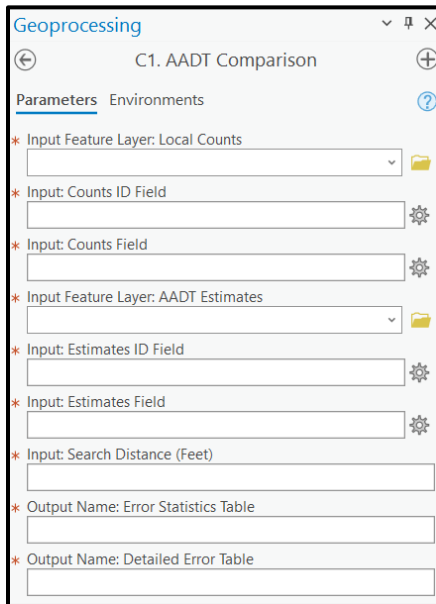 Geoprocessing
C1. AADT Comparison
Parameters Environments
* Input Feature Layer: Local Counts
* Input: Counts ID Field
* Input: Counts Field
* Input Feature Layer: AADT Estimates
* Input: Estimates ID Field
* Input: Estimates Field
* Input: Search Distance (Feet)
* Output Name: Error Statistics Table
* Output Name: Detailed Error Table